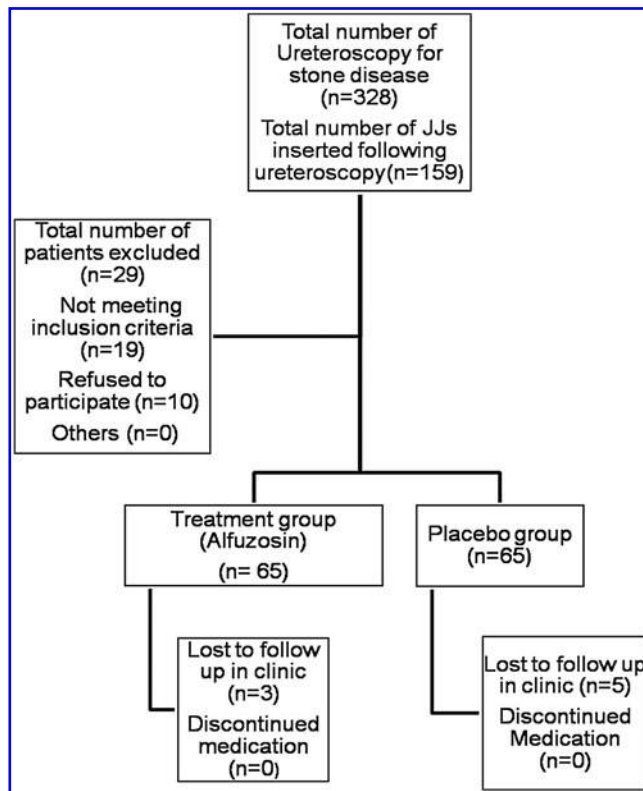 Total number of
Ureteroscopy for
stone disease
(n=328)
Total number of JJs
inserted following
ureteroscopy(n=159)
Total number of
patients excluded
(n=29)
Not meeting
inclusion criteria
(n=19)
Refused to
participate (n=10)
Others (n=0)
Treatment group
(Alfuzosin)
(n= 65)
Placebo group
(n=65)
Lost to follow
up in clinic
(n=3)
Discontinued
medication
(n=0)
Lost to follow up
in clinic (n=5)
Discontinued
Medication
(n=0)